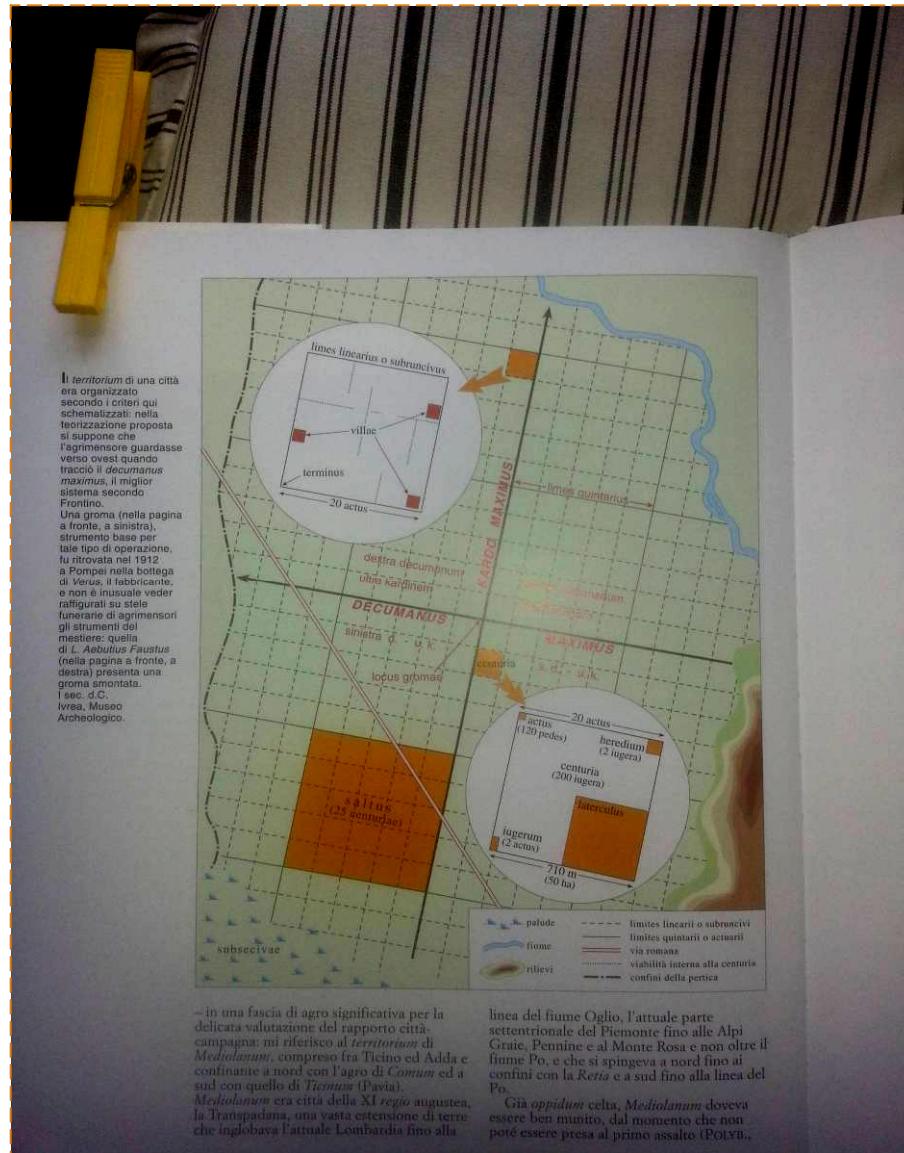 Il territorium di una città
era organizzato
secondo i criteri qui
schematizzati: nella
teorizzazione proposta
si suppone che
l'agrimensore guardasse
verso ovest quando
tracciò il decumanus
maximus, il miglior
sistema secondo
Frontino.
Una groma (nella pagina
a fronte, a sinistra),
strumento base per
tale tipo di operazione,
fu ritrovata nel 1912
a Pompei nella bottega
di Verus, il fabbricante,
e non è inusuale veder
raffigurati su stele
funerarie di agrimensori
gli strumenti del
mestiere: quella
di L. Aebutius Faustus
(nella pagina a fronte, a
destra) presenta una
groma smontata.
I sec. d.C.
Ivrea, Museo
Archeologico.
limes linearius o subruncivus
villae
terminus
20 actus
KARDO MAXIMUS
limes quintarius
destra decumanum
ultra kardinem
DECUMANUS
MAXIMUS
sinistra d. u. k.
s. d. u.k.
locus gromae
centuria
20 actus
actus
(120 pedes)
heredium
(2 iugera)
centuria
(200 iugera)
laterculus
iugerum
(2 actus)
710 m
(50 ha)
saltus
(25 centuriae)
subsecivae
palude
fiume
rilievi
limites linearii o subruncivi
limites quintarii o actuarii
via romana
viabilità interna alla centuria
confini della pertica
– in una fascia di agro significativa per la
delicata valutazione del rapporto città-
campagna: mi riferisco al territorium di
Mediolanum, compreso fra Ticino ed Adda e
confinante a nord con l'agro di Comum ed a
sud con quello di Ticinum (Pavia).
Mediolanum era città della XI regio augustea,
la Transpadana, una vasta estensione di terre
che inglobava l'attuale Lombardia fino alla
linea del fiume Oglio, l'attuale parte
settentrionale del Piemonte fino alle Alpi
Graie, Pennine e al Monte Rosa e non oltre il
fiume Po, e che si spingeva a nord fino ai
confini con la Retia e a sud fino alla linea del
Po.
Già oppidum celta, Mediolanum doveva
essere ben munito, dal momento che non
poté essere presa al primo assalto (POLYB.,